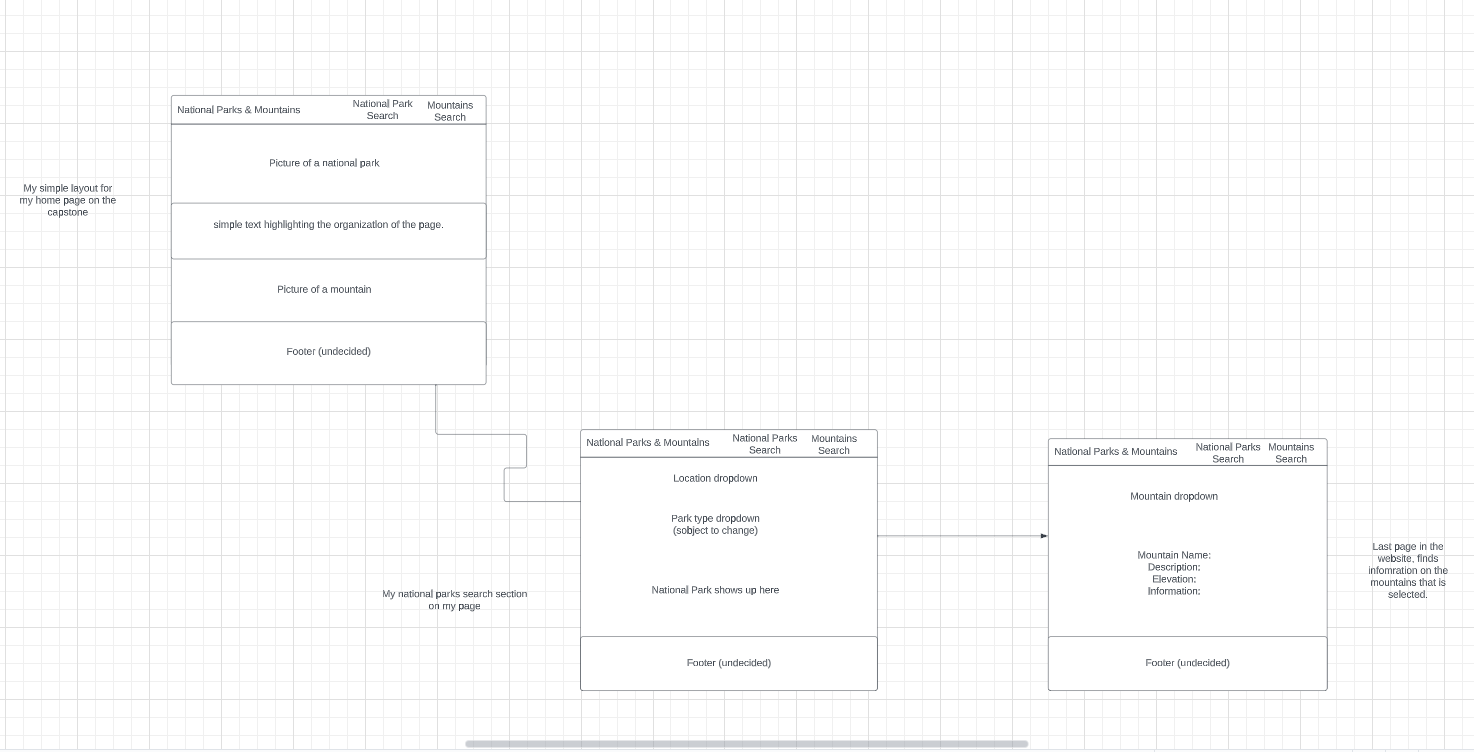 National Parks & Mountains
National Park
Search
Mountains
Search
Picture of a national park
My simple layout for
my home page on the
capstone
simple text highlighting the organization of the page.
Picture of a mountain
Footer (undecided)
National Parks & Mountains
National Parks
Search
Mountains
Search
Location dropdown
Park type dropdown
(sobject to change)
National Park shows up here
My national parks search section
on my page
Footer (undecided)
National Parks & Mountains
National Parks
Search
Mountains
Search
Mountain dropdown
Mountain Name:
Description:
Elevation:
Information:
Last page in the
website, finds
infomration on the
mountains that is
selected.
Footer (undecided)